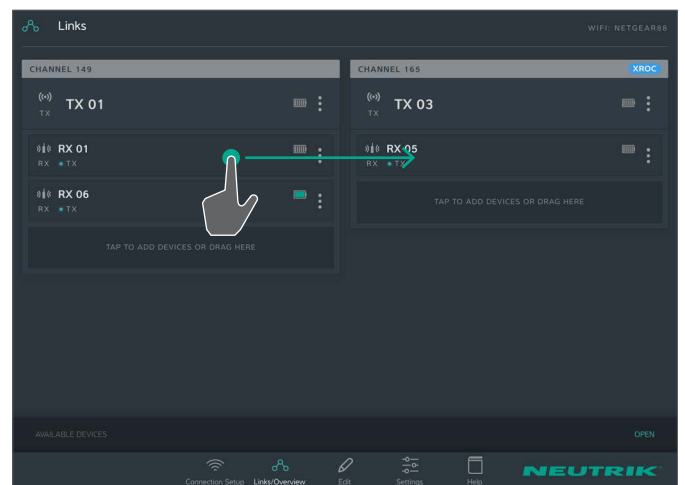 Links
WIFI: NETGEAR88
CHANNEL 149
TX 01
TX
RX 01
RX TX
RX 06
RX TX
TAP TO ADD DEVICES OR DRAG HERE
CHANNEL 165 XROC
TX 03
TX
RX 05
RX TX
TAP TO ADD DEVICES OR DRAG HERE
AVAILABLE DEVICES OPEN
Connection Setup Links/Overview Edit Settings Help
NEUTRIK